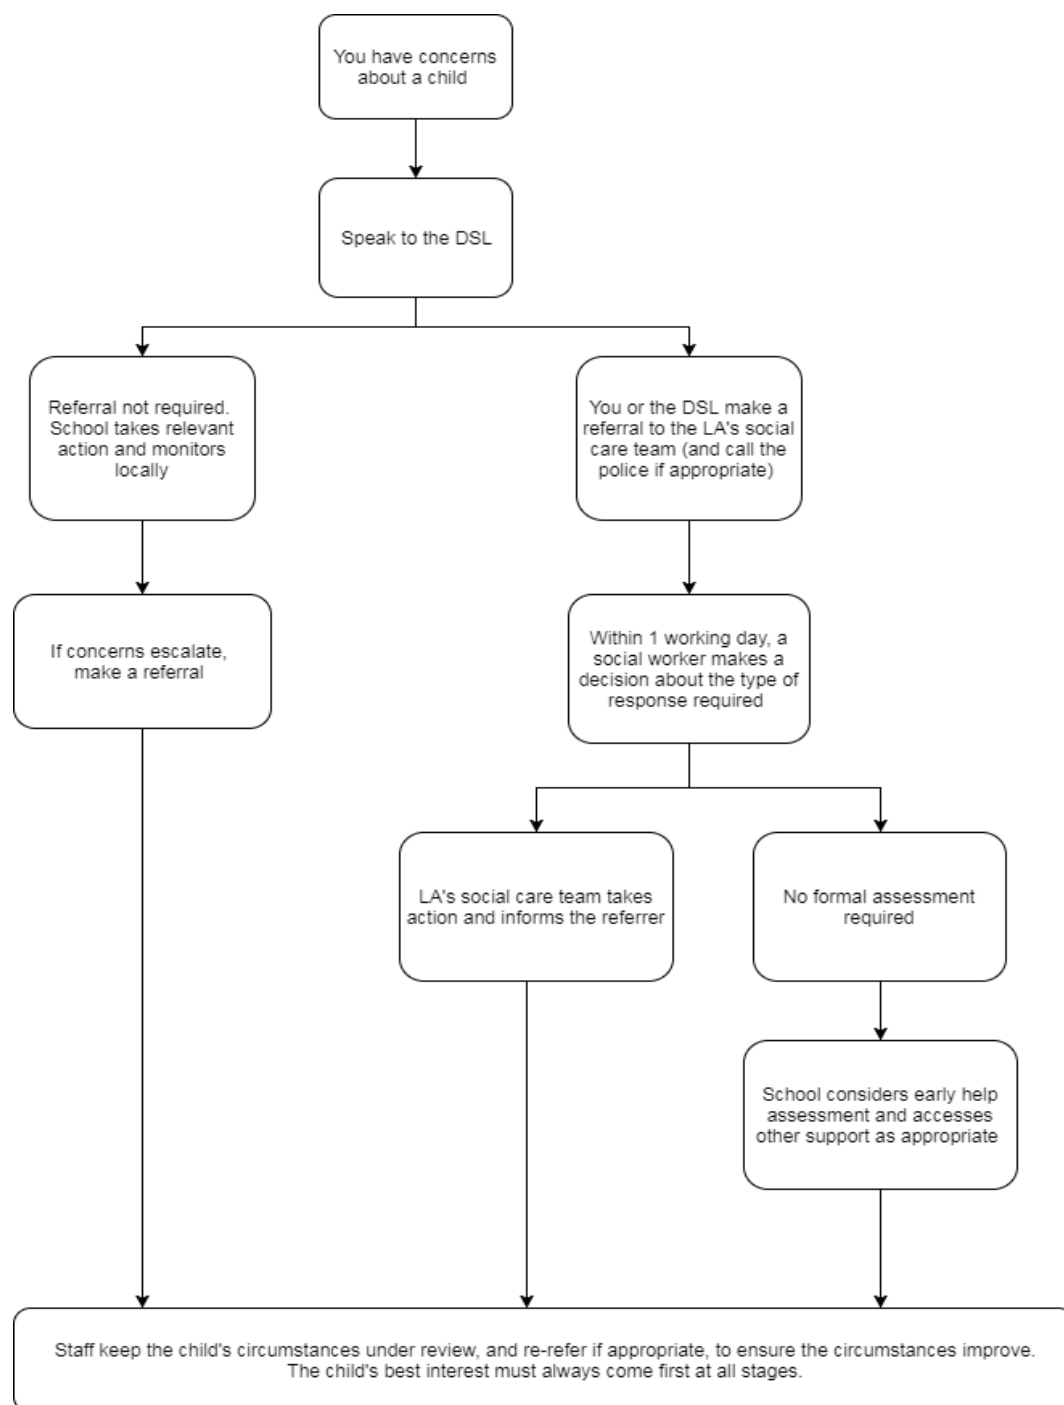 You have concerns
about a child
Speak to the DSL
Referral not required.
School takes relevant
action and monitors
locally
You or the DSL make a
referral to the LA's social
care team (and call the
police if appropriate)
If concerns escalate,
make a referral
Within 1 working day, a
social worker makes a
decision about the type of
response required
LA's social care team takes
action and informs the referrer
No formal assessment
required
School considers early help
assessment and accesses
other support as appropriate
Staff keep the child's circumstances under review, and re-refer if appropriate, to ensure the circumstances improve.
The child's best interest must always come first at all stages.